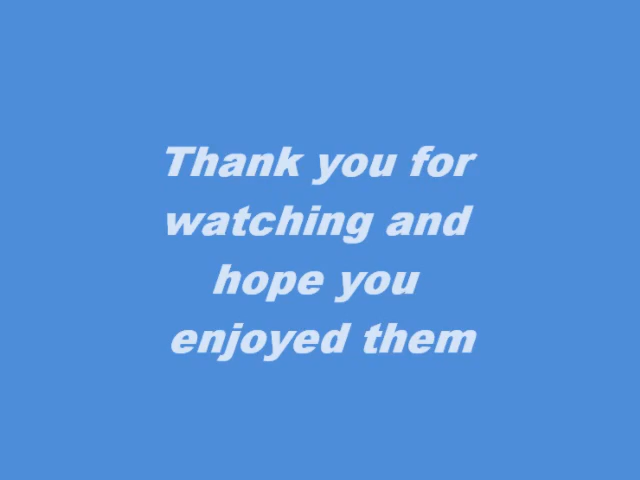 Thank you for
watching and
hope you
enjoyed them